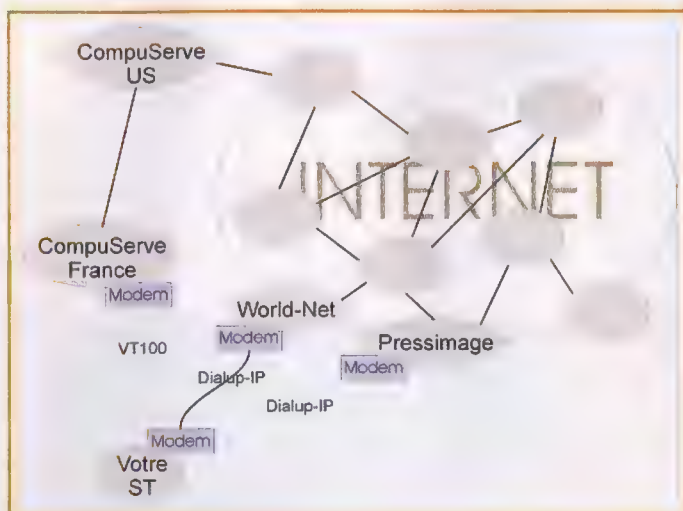 CompuServe
US
INTERNET
CompuServe
France
Modem
World-Net
VT100
Modem
Pressimage
Modem
Dialup-IP
Dialup-IP
Modem
Votre
ST